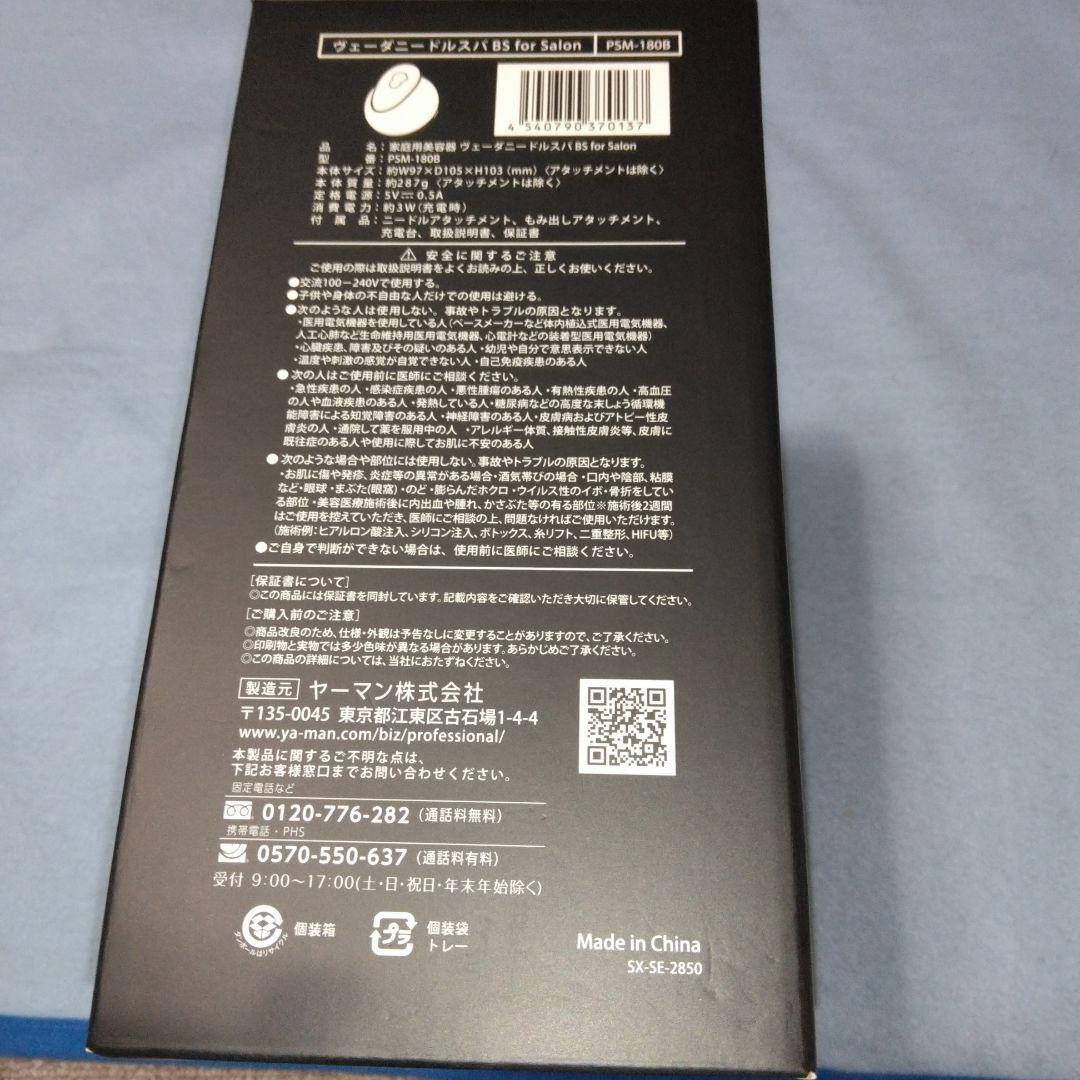 ヴェーダニードルスパ BS for Salon PSM-180B
4 540790 370137
品名：家庭用美容器 ヴェーダニードルスパ BS for Salon
型番：PSM-180B
本体サイズ：約W97×D105×H103（mm）〈アタッチメントは除く〉
本体質量：約287g〈アタッチメントは除く〉
定格電源：5V⎓0.5A
消費電力：約3W（充電時）
付属品：ニードルアタッチメント、もみ出しアタッチメント、
充電台、取扱説明書、保証書
⚠ 安全に関するご注意
ご使用の際は取扱説明書をよくお読みの上、正しくお使いください。
●交流100－240Vで使用する。
●子供や身体の不自由な人だけでの使用は避ける。
●次のような人は使用しない。事故やトラブルの原因となります。
・医用電気機器を使用している人（ペースメーカーなど体内植込式医用電気機器、
人工心肺など生命維持用医用電気機器、心電計などの装着型医用電気機器）
・心臓疾患、障害及びその疑いのある人・幼児や自分で意思表示できない人
・温度や刺激の感覚が自覚できない人・自己免疫疾患のある人
●次の人はご使用前に医師にご相談ください。
・急性疾患の人・感染症疾患の人・悪性腫瘍のある人・有熱性疾患の人・高血圧
の人や血液疾患のある人・発熱している人・糖尿病などの高度な末しょう循環機
能障害による知覚障害のある人・神経障害のある人・皮膚病およびアトピー性皮
膚炎の人・通院して薬を服用中の人 ・アレルギー体質、接触性皮膚炎等、皮膚に
既往症のある人や使用に際してお肌に不安のある人
●次のような場合や部位には使用しない。事故やトラブルの原因となります。
・お肌に傷や発疹、炎症等の異常がある場合・酒気帯びの場合・口内や陰部、粘膜
など・眼球・まぶた（眼窩）・のど・膨らんだホクロ・ウイルス性のイボ・骨折をしてい
る部位・美容医療施術後に内出血や腫れ、かさぶた等の有る部位※施術後2週間
はご使用を控えていただき、医師にご相談の上、問題なければご使用いただけます。
（施術例：ヒアルロン酸注入、シリコン注入、ボトックス、糸リフト、二重整形、HIFU等）
●ご自身で判断ができない場合は、使用前に医師にご相談ください。
［保証書について］
◎この商品には保証書を同封しています。記載内容をご確認いただき大切に保管してください。
［ご購入前のご注意］
◎商品改良のため、仕様・外観は予告なしに変更することがありますので、ご了承ください。
◎印刷物と実物では多少色味が異なる場合があります。あらかじめご了承ください。
◎この商品の詳細については、当社におたずねください。
製造元 ヤーマン株式会社
〒135-0045 東京都江東区古石場1-4-4
www.ya-man.com/biz/professional/
本製品に関するご不明な点は、
下記お客様窓口までお問い合わせください。
固定電話など
0120-776-282（通話料無料）
携帯電話・PHS
0570-550-637（通話料有料）
受付 9:00～17:00（土・日・祝日・年末年始除く）
ダンボールはリサイクル 個装箱
プラ 個装袋
トレー
Made in China
SX-SE-2850